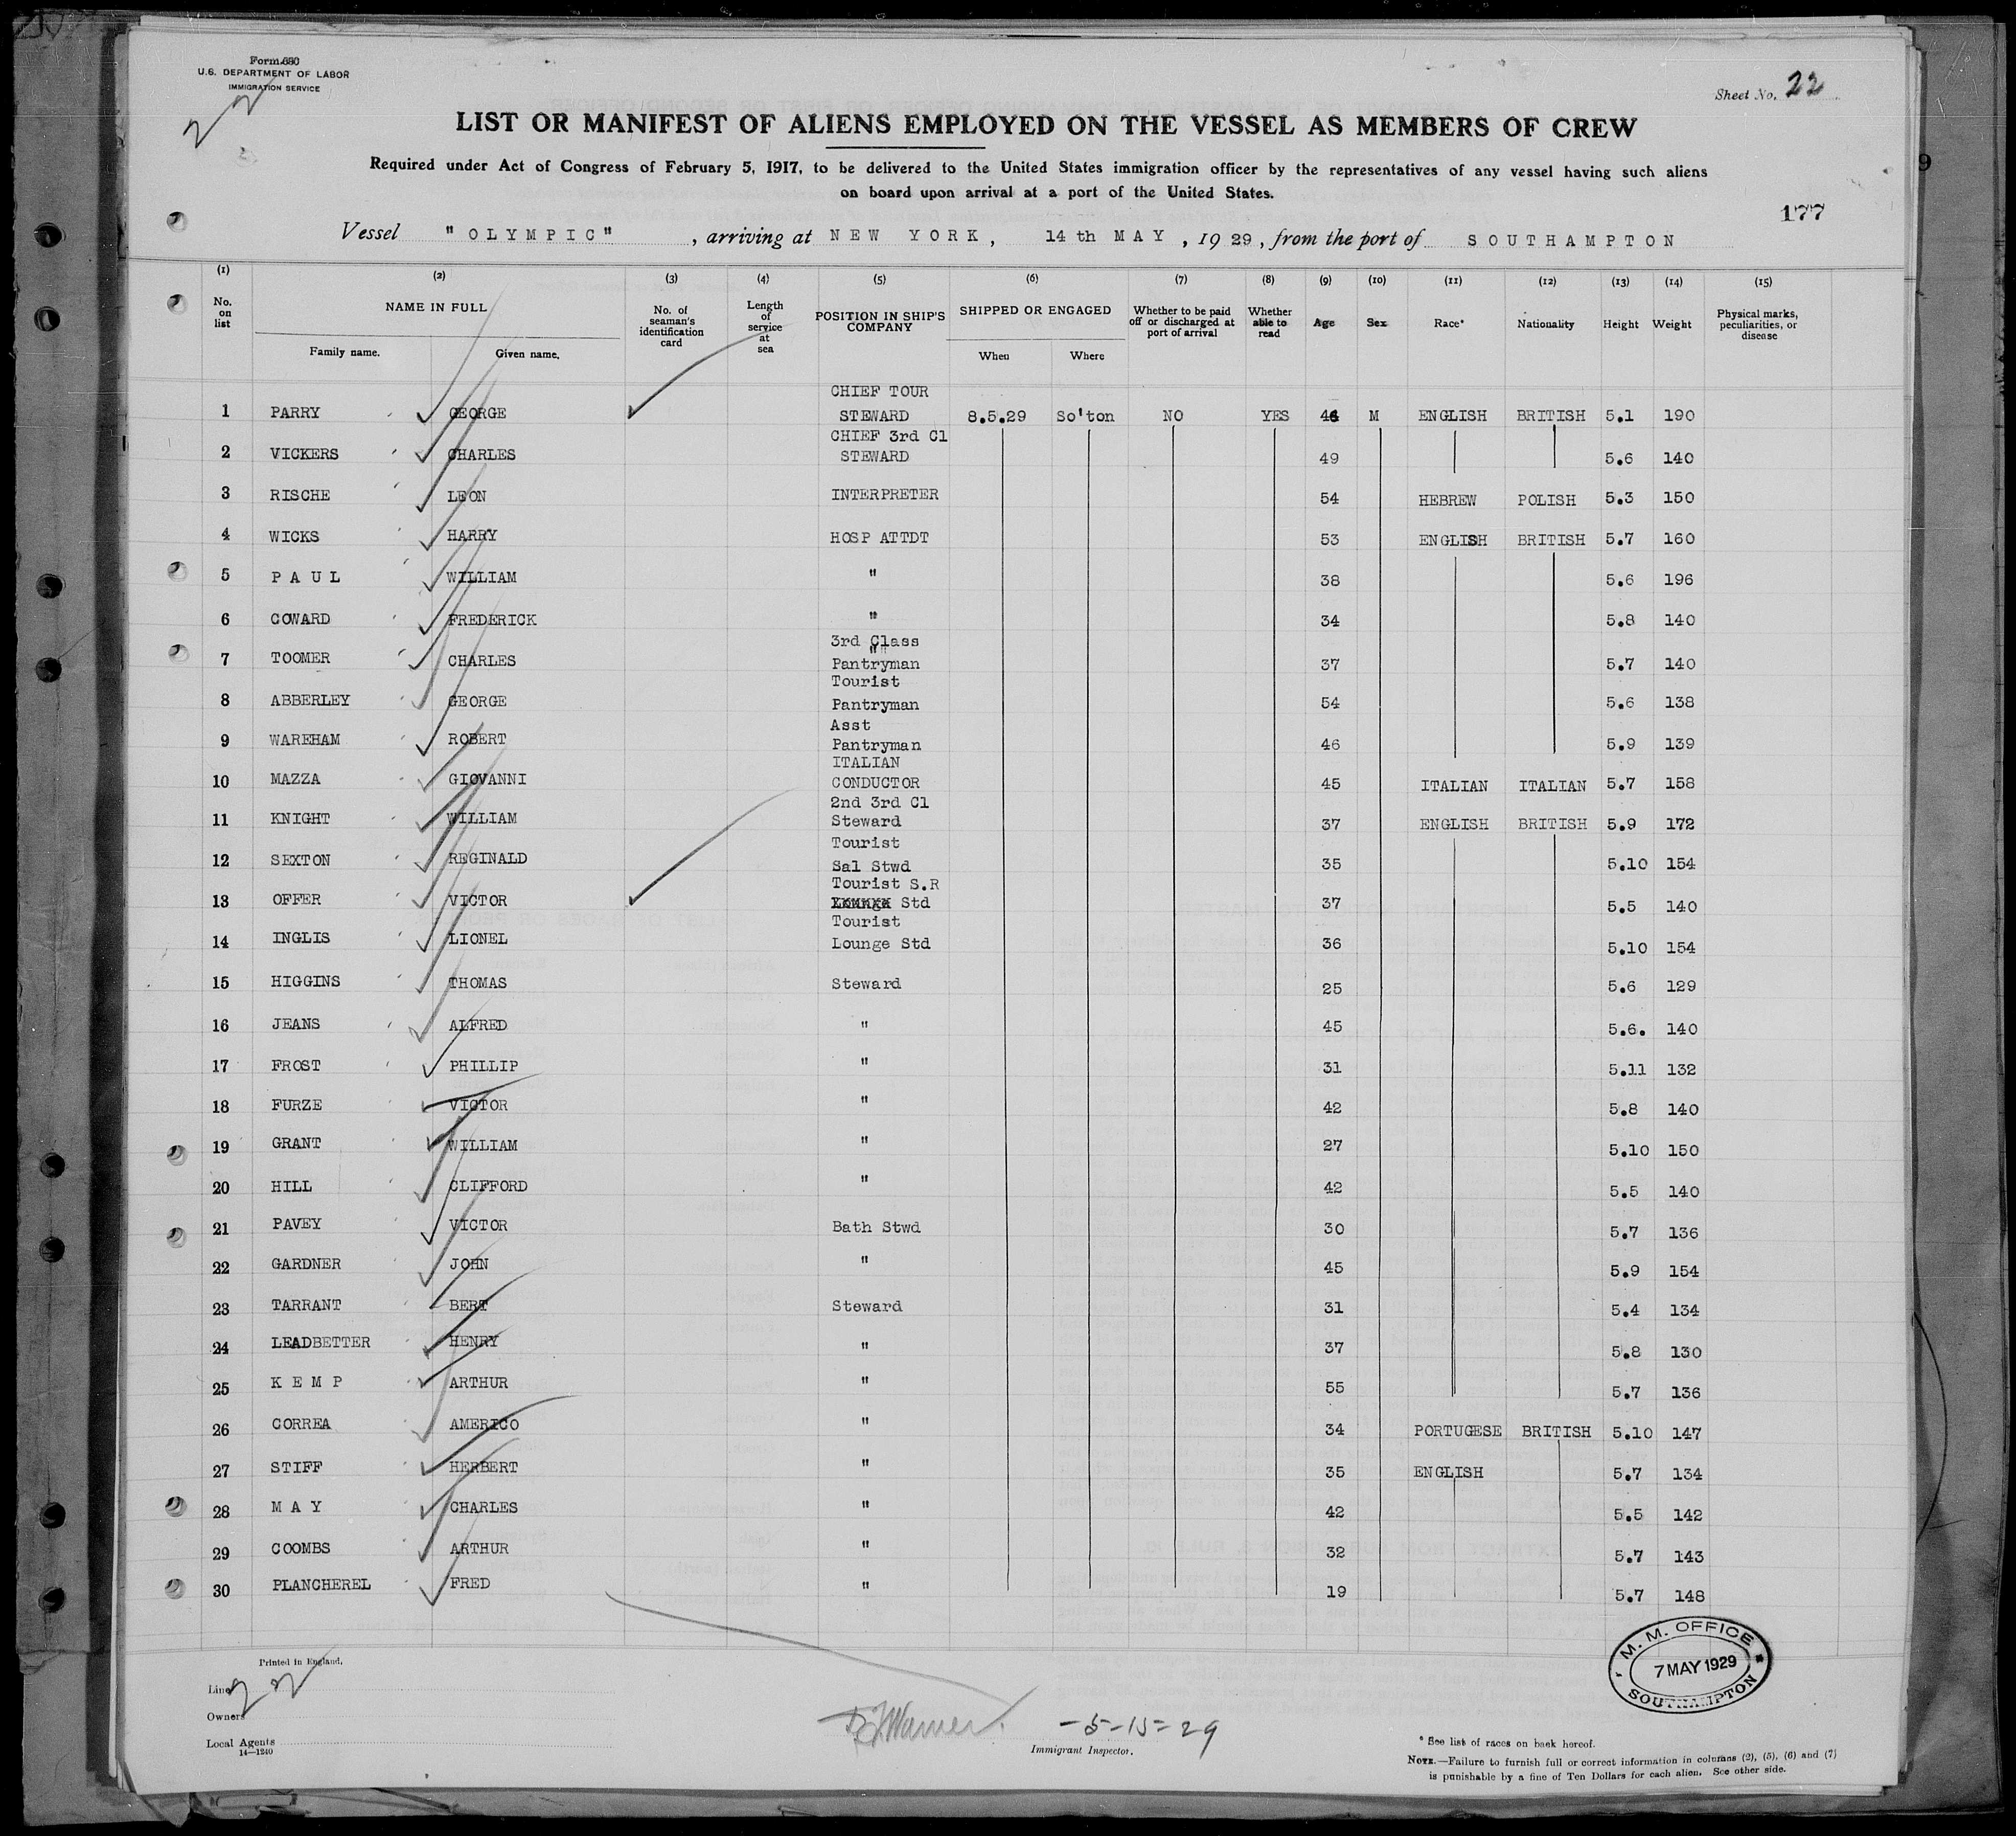 Form 680
U.S. DEPARTMENT OF LABOR
IMMIGRATION SERVICE
22
Sheet No. 22
LIST OR MANIFEST OF ALIENS EMPLOYED ON THE VESSEL AS MEMBERS OF CREW
Required under Act of Congress of February 5, 1917, to be delivered to the United States immigration officer by the representatives of any vessel having such aliens
on board upon arrival at a port of the United States.
177
Vessel "OLYMPIC", arriving at NEW YORK, 14th MAY, 1929, from the port of SOUTHAMPTON
(1) (2) (3) (4) (5) (6) (7) (8) (9) (10) (11) (12) (13) (14) (15)
No. on list
NAME IN FULL
Family name. Given name.
No. of seaman's identification card
Length of service at sea
POSITION IN SHIP'S COMPANY
SHIPPED OR ENGAGED
When Where
Whether to be paid off or discharged at port of arrival
Whether able to read
Age
Sex
Race*
Nationality
Height
Weight
Physical marks, peculiarities, or disease
1 PARRY GEORGE CHIEF TOUR STEWARD 8.5.29 So'ton NO YES M ENGLISH BRITISH 5.1 190
2 VICKERS CHARLES CHIEF 3rd Cl STEWARD 49 5.6 140
3 RISCHE LEON INTERPRETER 54 HEBREW POLISH 5.3 150
4 WICKS HARRY HOSP ATTDT 53 ENGLISH BRITISH 5.7 160
5 PAUL WILLIAM " 38 5.6 196
6 COWARD FREDERICK " 34 5.8 140
7 TOOMER CHARLES 3rd Class Pantryman 37 5.7 140
8 ABBERLEY GEORGE Tourist Pantryman 54 5.6 138
9 WAREHAM ROBERT Asst Pantryman 46 5.9 139
10 MAZZA GIOVANNI ITALIAN CONDUCTOR 45 ITALIAN ITALIAN 5.7 158
11 KNIGHT WILLIAM 2nd 3rd Cl Steward 37 ENGLISH BRITISH 5.9 172
12 SEXTON REGINALD Tourist Sal Stwd 35 5.10 154
13 OFFER VICTOR Tourist S.R Std 37 5.5 140
14 INGLIS LIONEL Tourist Lounge Std 36 5.10 154
15 HIGGINS THOMAS Steward 25 5.6 129
16 JEANS ALFRED " 45 5.6. 140
17 FROST PHILLIP " 31 5.11 132
18 FURZE VICTOR " 42 5.8 140
19 GRANT WILLIAM " 27 5.10 150
20 HILL CLIFFORD " 42 5.5 140
21 PAVEY VICTOR Bath Stwd 30 5.7 136
22 GARDNER JOHN " 45 5.9 154
23 TARRANT BERT Steward 31 5.4 134
24 LEADBETTER HENRY " 37 5.8 130
25 KEMP ARTHUR " 55 5.7 136
26 CORREA AMERICO " 34 PORTUGESE BRITISH 5.10 147
27 STIFF HERBERT " 35 ENGLISH 5.7 134
28 MAY CHARLES " 42 5.5 142
29 COOMBS ARTHUR " 32 5.7 143
30 PLANCHEREL FRED " 19 5.7 148
Printed in England.
Line 22
Owners
Local Agents
14—1240
-5-15-29
Immigrant Inspector.
M. M. OFFICE
7 MAY 1929
SOUTHAMPTON
* See list of races on back hereof.
NOTE.—Failure to furnish full or correct information in columns (2), (5), (6) and (7)
is punishable by a fine of Ten Dollars for each alien. See other side.